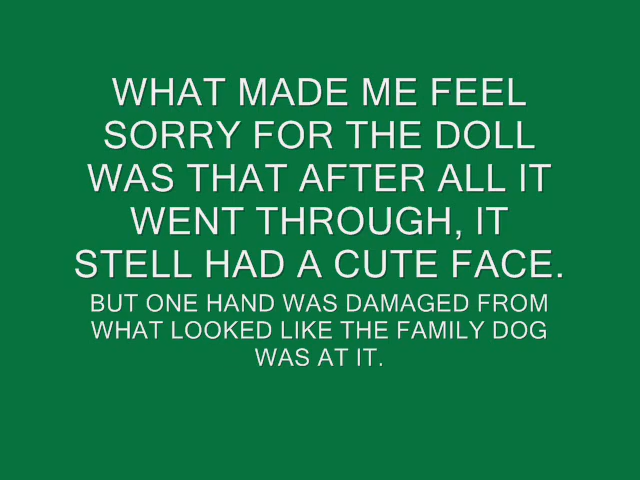 WHAT MADE ME FEEL
SORRY FOR THE DOLL
WAS THAT AFTER ALL IT
WENT THROUGH, IT
STELL HAD A CUTE FACE.
BUT ONE HAND WAS DAMAGED FROM
WHAT LOOKED LIKE THE FAMILY DOG
WAS AT IT.